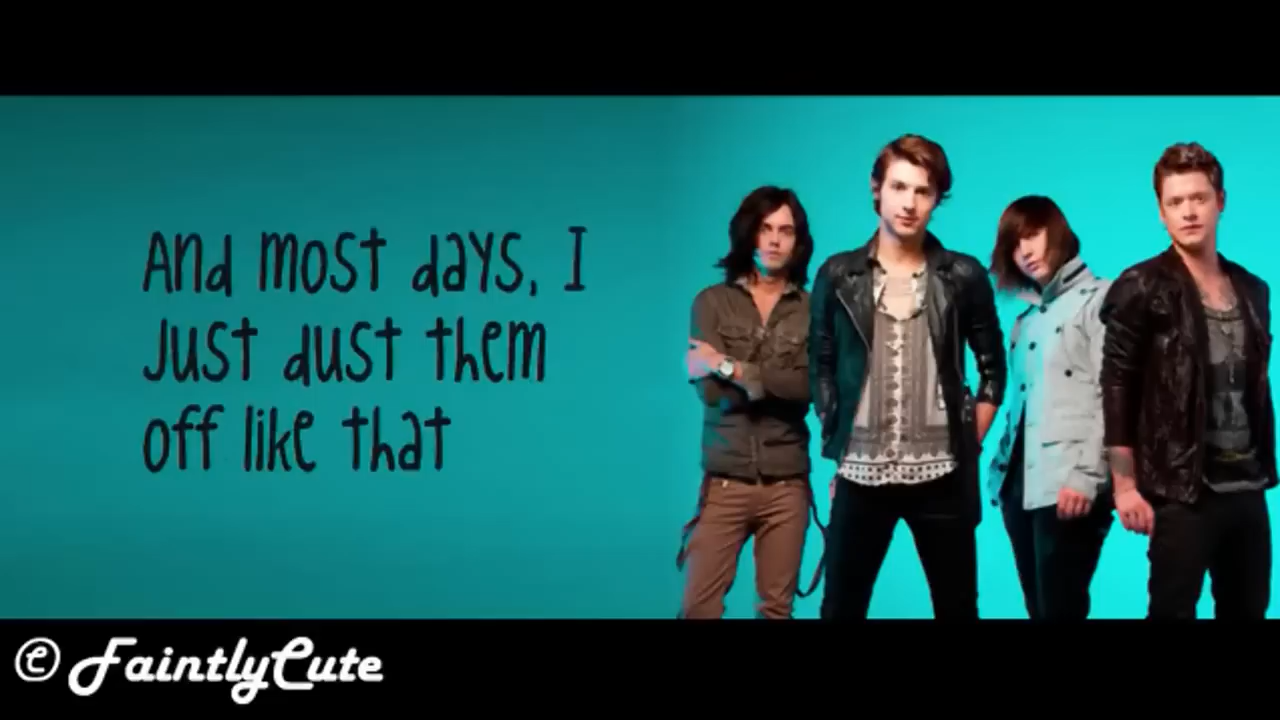 And most days, I
Just dust them
off like that
© FaintlyCute